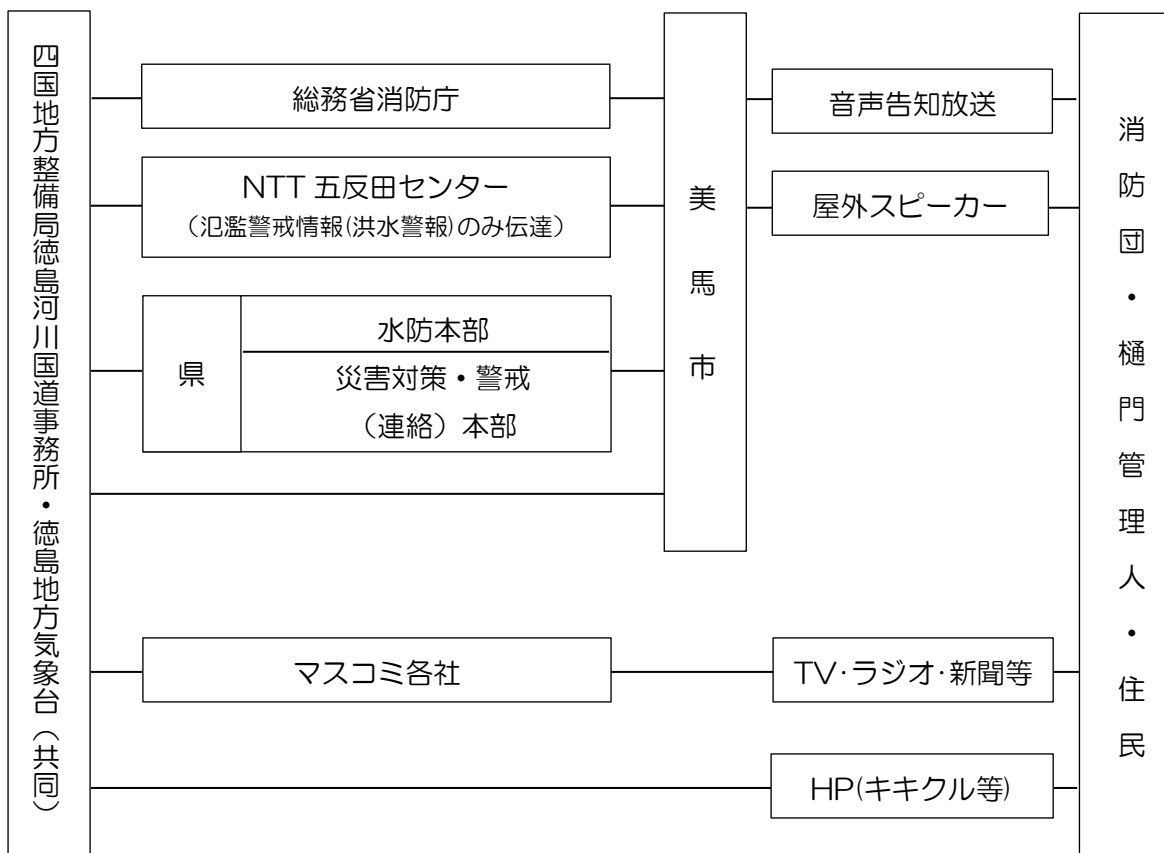 四国地方整備局徳島河川国道事務所・徳島地方気象台（共同）
総務省消防庁
NTT 五反田センター
（氾濫警戒情報(洪水警報)のみ伝達）
県
水防本部
災害対策・警戒
（連絡）本部
美馬市
音声告知放送
屋外スピーカー
マスコミ各社
TV･ラジオ･新聞等
HP(キキクル等)
消防団・樋門管理人・住民